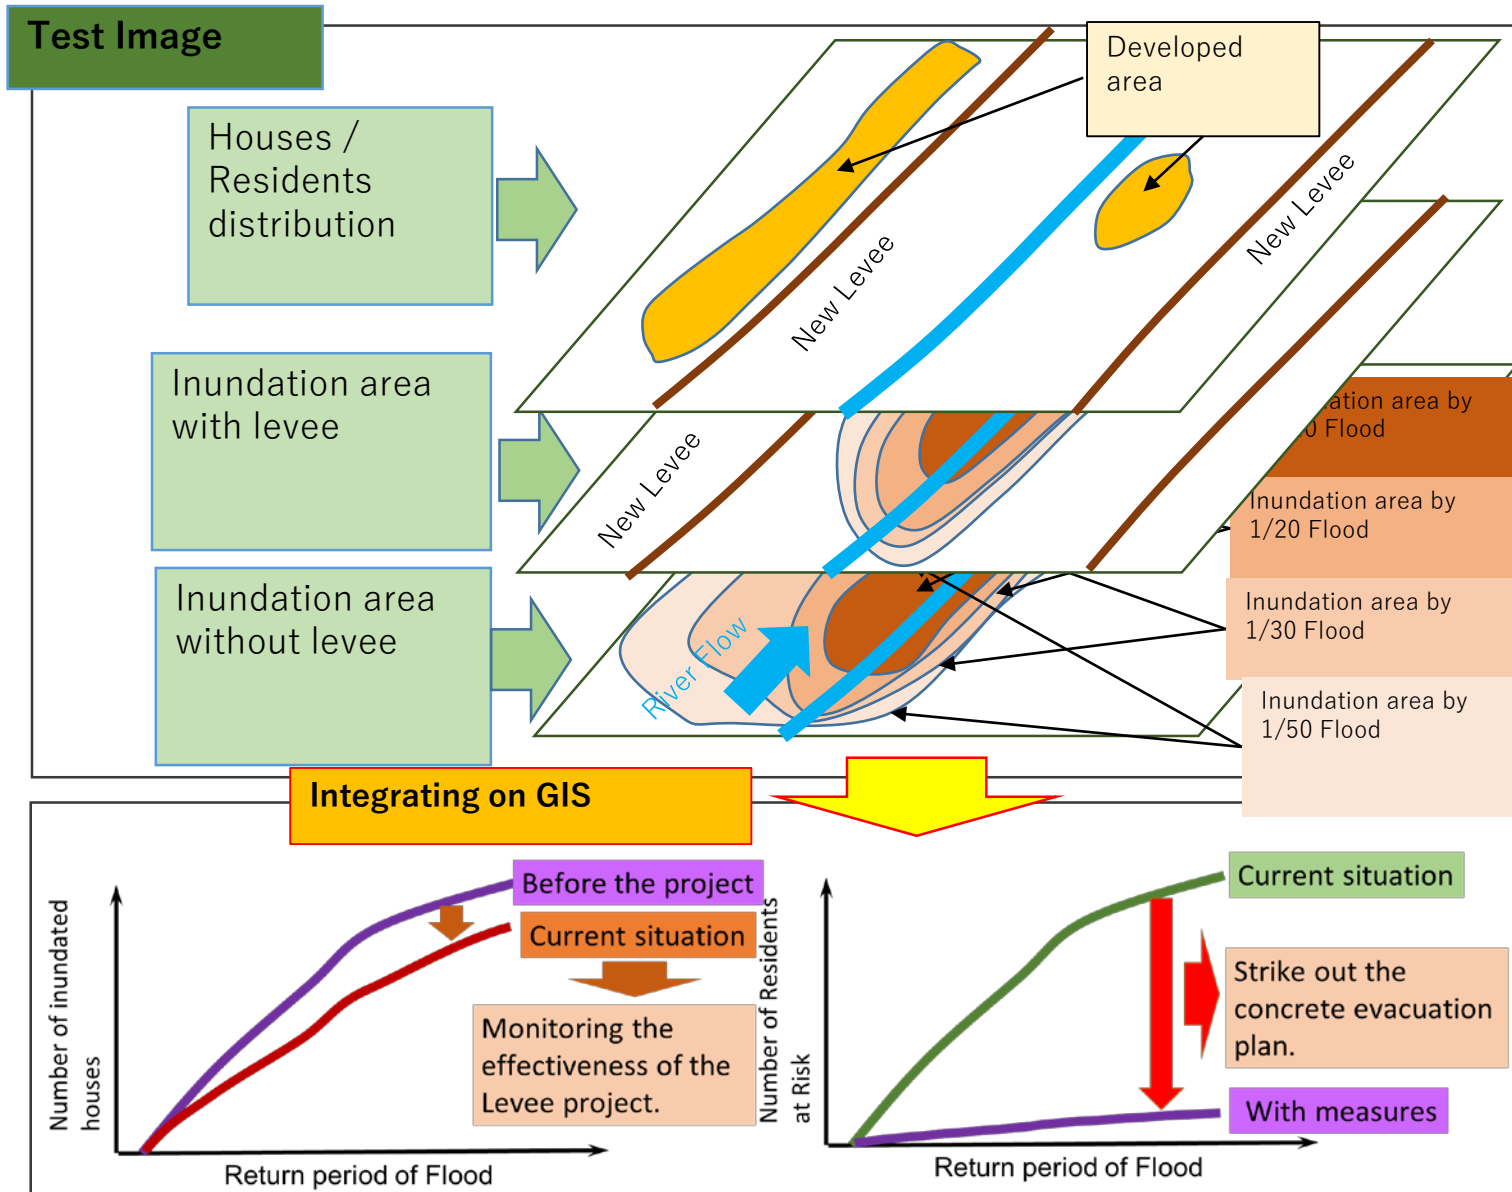 Test Image
Developed
area
Houses /
Residents
distribution
New Levee
New Levee
Inundation area
with levee
New Levee
area by
Flood
Inundation area by
1/20 Flood
Inundation area
without levee
River Flow
Inundation area by
1/30 Flood
Inundation area by
1/50 Flood
Integrating on GIS
Number of inundated
houses
Before the project
Current situation
Monitoring the
effectiveness of the
Levee project.
Return period of Flood
Number of Residents
at Risk
Current situation
Strike out the
concrete evacuation
plan.
With measures
Return period of Flood